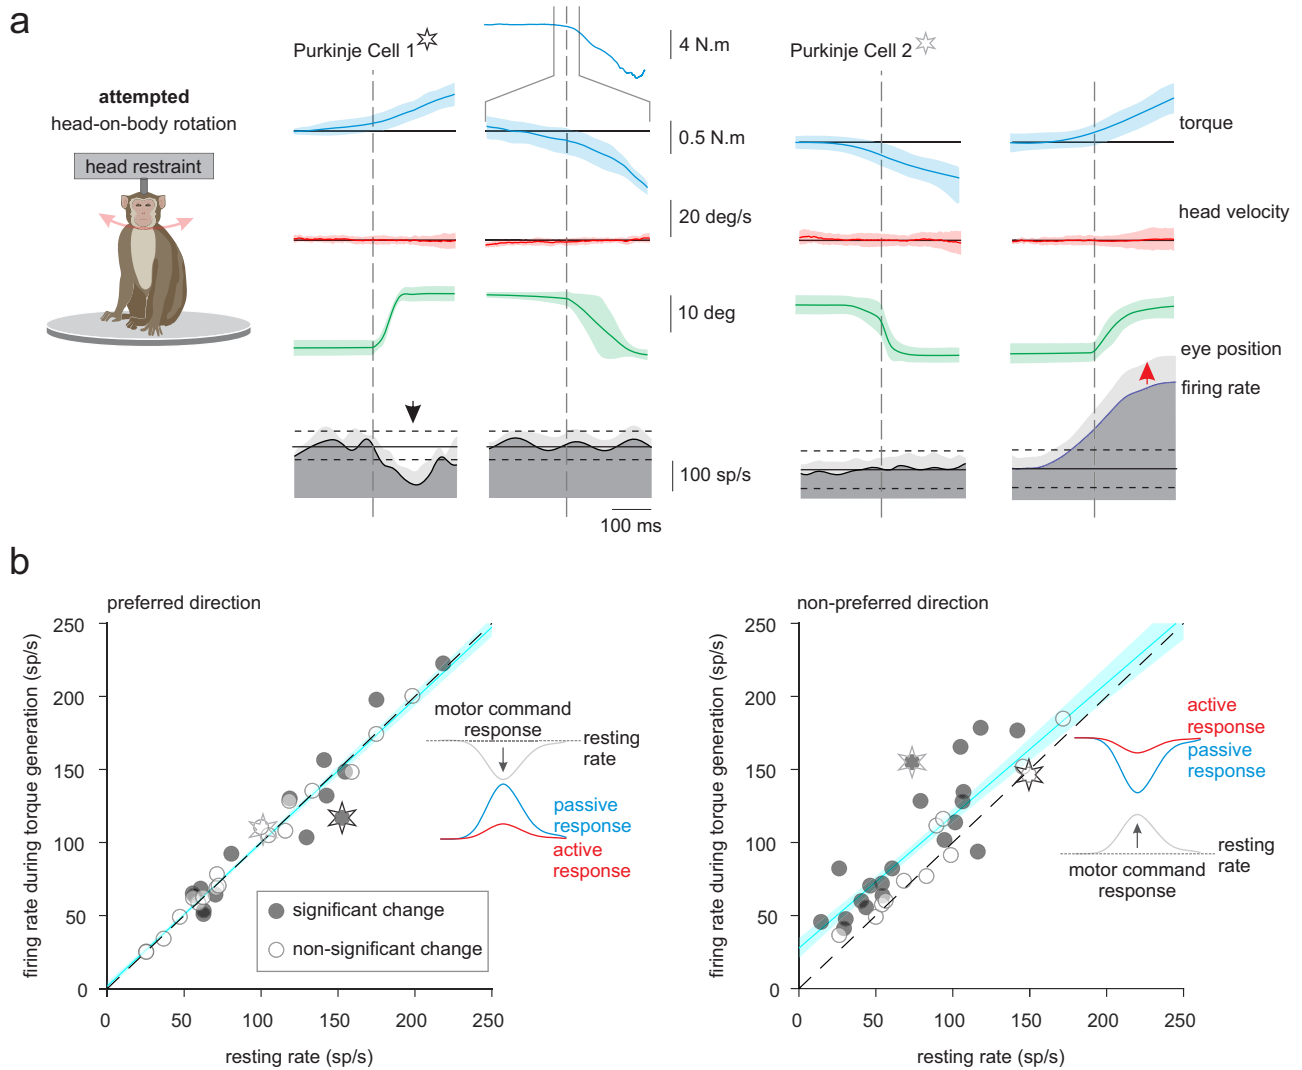 a
attempted
head-on-body rotation
head restraint
Purkinje Cell 1
4 N.m
0.5 N.m
20 deg/s
10 deg
100 sp/s
100 ms
Purkinje Cell 2
torque
head velocity
eye position
firing rate
b
preferred direction
firing rate during torque generation (sp/s)
250
200
150
100
50
0
0
50
100
150
200
250
resting rate (sp/s)
motor command
response
resting
rate
passive
response
active
response
significant change
non-significant change
non-preferred direction
firing rate during torque generation (sp/s)
250
200
150
100
50
0
0
50
100
150
200
250
resting rate (sp/s)
active
response
passive
response
resting
rate
motor command
response